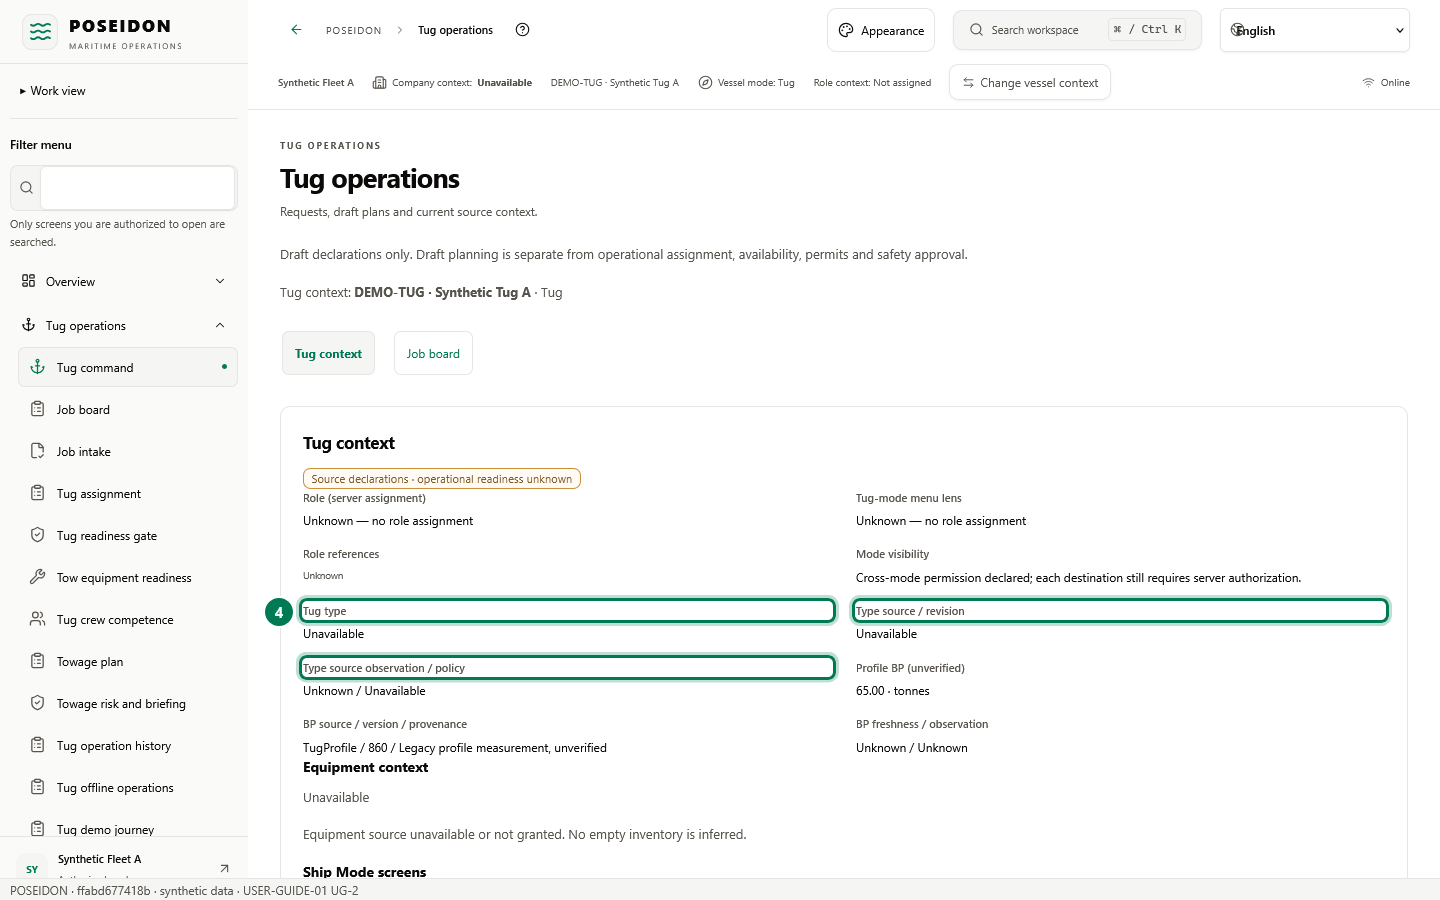 POSEIDON
MARITIME OPERATIONS
Work view
Filter menu
Only screens you are authorized to open are
searched.
Overview
Tug operations
Tug command
Job board
Job intake
Tug assignment
Tug readiness gate
Tow equipment readiness
Tug crew competence
Towage plan
Towage risk and briefing
Tug operation history
Tug offline operations
Tug demo journey
SY
Synthetic Fleet A
POSEIDON
Tug operations
Appearance
Search workspace
⌘ / Ctrl K
English
Synthetic Fleet A
Company context: Unavailable
DEMO-TUG · Synthetic Tug A
Vessel mode: Tug
Role context: Not assigned
Change vessel context
Online
TUG OPERATIONS
Tug operations
Requests, draft plans and current source context.
Draft declarations only. Draft planning is separate from operational assignment, availability, permits and safety approval.
Tug context: DEMO-TUG · Synthetic Tug A · Tug
Tug context
Job board
Tug context
Source declarations · operational readiness unknown
Role (server assignment)
Unknown — no role assignment
Tug-mode menu lens
Unknown — no role assignment
Role references
Unknown
Mode visibility
Cross-mode permission declared; each destination still requires server authorization.
4
Tug type
Unavailable
Type source / revision
Unavailable
Type source observation / policy
Unknown / Unavailable
Profile BP (unverified)
65.00 · tonnes
BP source / version / provenance
TugProfile / 860 / Legacy profile measurement, unverified
BP freshness / observation
Unknown / Unknown
Equipment context
Unavailable
Equipment source unavailable or not granted. No empty inventory is inferred.
Ship Mode screens
POSEIDON · ffabd677418b · synthetic data · USER-GUIDE-01 UG-2